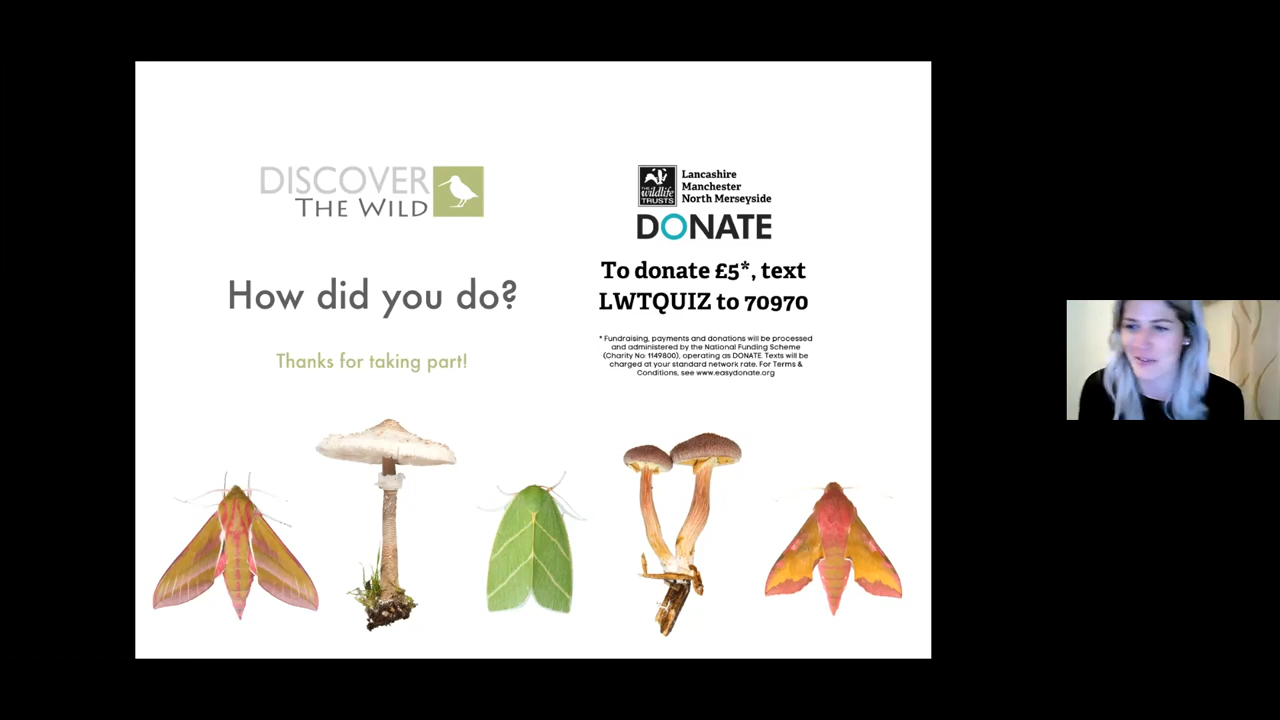 DISCOVER
THE WILD
How did you do?
Thanks for taking part!
THE
wildlife
TRUSTS
Lancashire
Manchester
North Merseyside
DONATE
To donate £5*, text
LWTQUIZ to 70970
* Fundraising, payments and donations will be processed
and administered by the National Funding Scheme
(Charity No: 1149800), operating as DONATE. Texts will be
charged at your standard network rate. For Terms &
Conditions, see www.easydonate.org